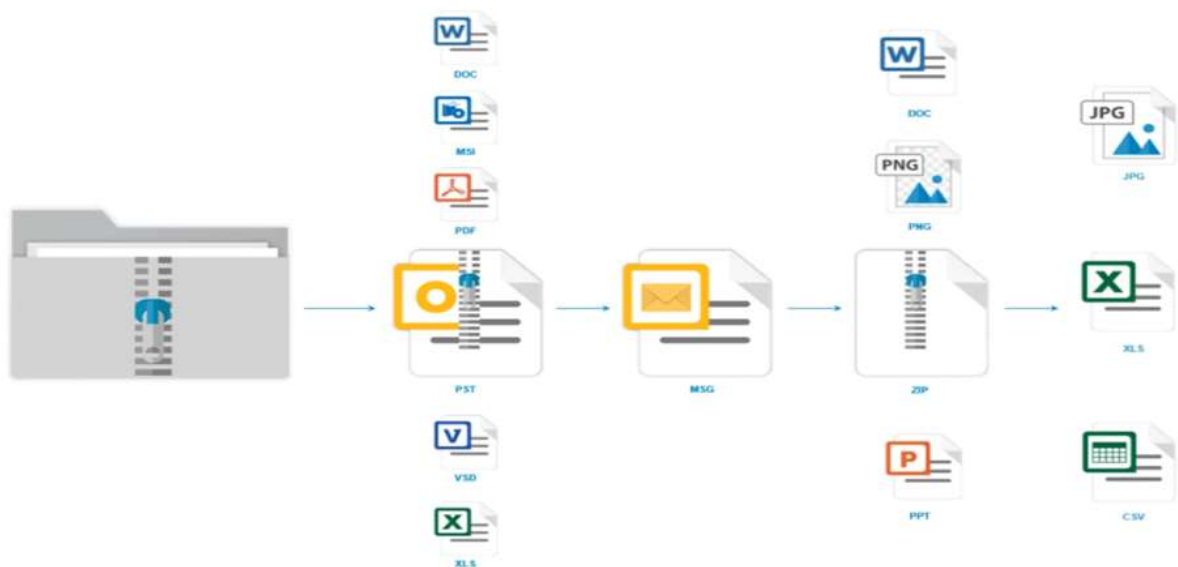 W
DOC
MSI
PDF
PST
V
VSD
X
XLS
MSG
W
DOC
PNG
PNG
ZIP
P
PPT
JPG
JPG
X
XLS
CSV